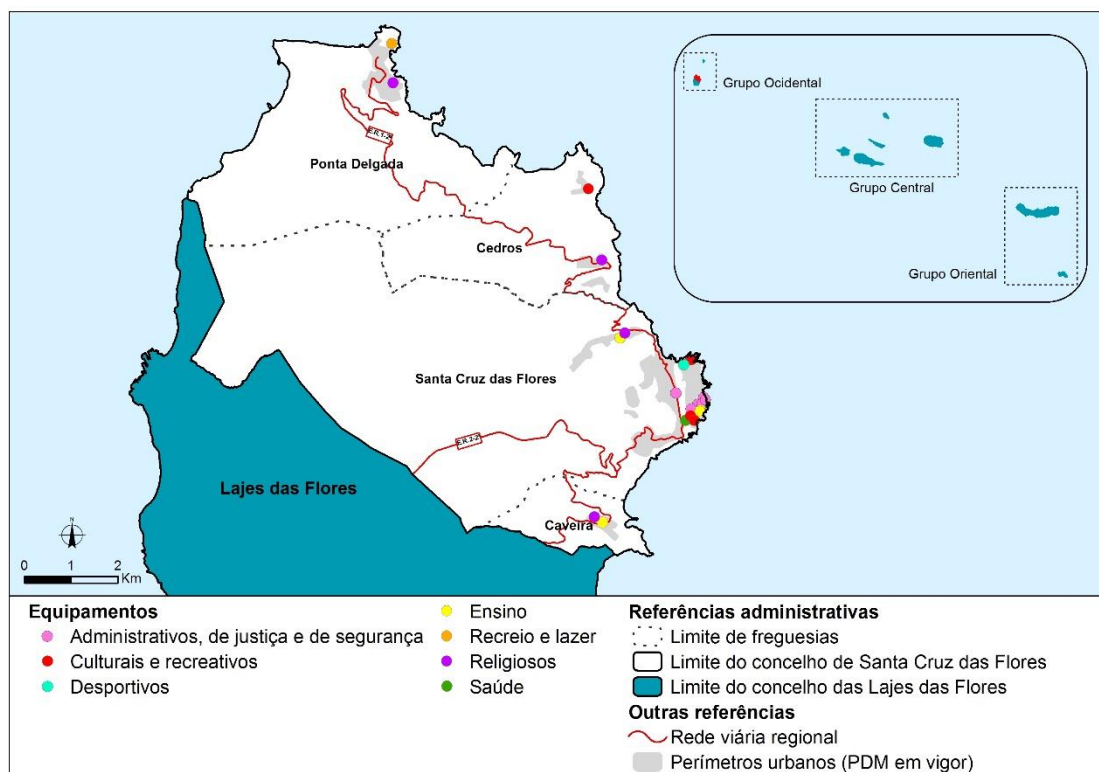 Grupo Ocidental
Grupo Central
Grupo Oriental
E.R. 1-2
Ponta Delgada
Cedros
Santa Cruz das Flores
E.R. 2-2
Lajes das Flores
Caveira
N
0 1 2
Km
Equipamentos
Administrativos, de justiça e de segurança
Culturais e recreativos
Desportivos
Ensino
Recreio e lazer
Religiosos
Saúde
Referências administrativas
Limite de freguesias
Limite do concelho de Santa Cruz das Flores
Limite do concelho das Lajes das Flores
Outras referências
Rede viária regional
Perímetros urbanos (PDM em vigor)